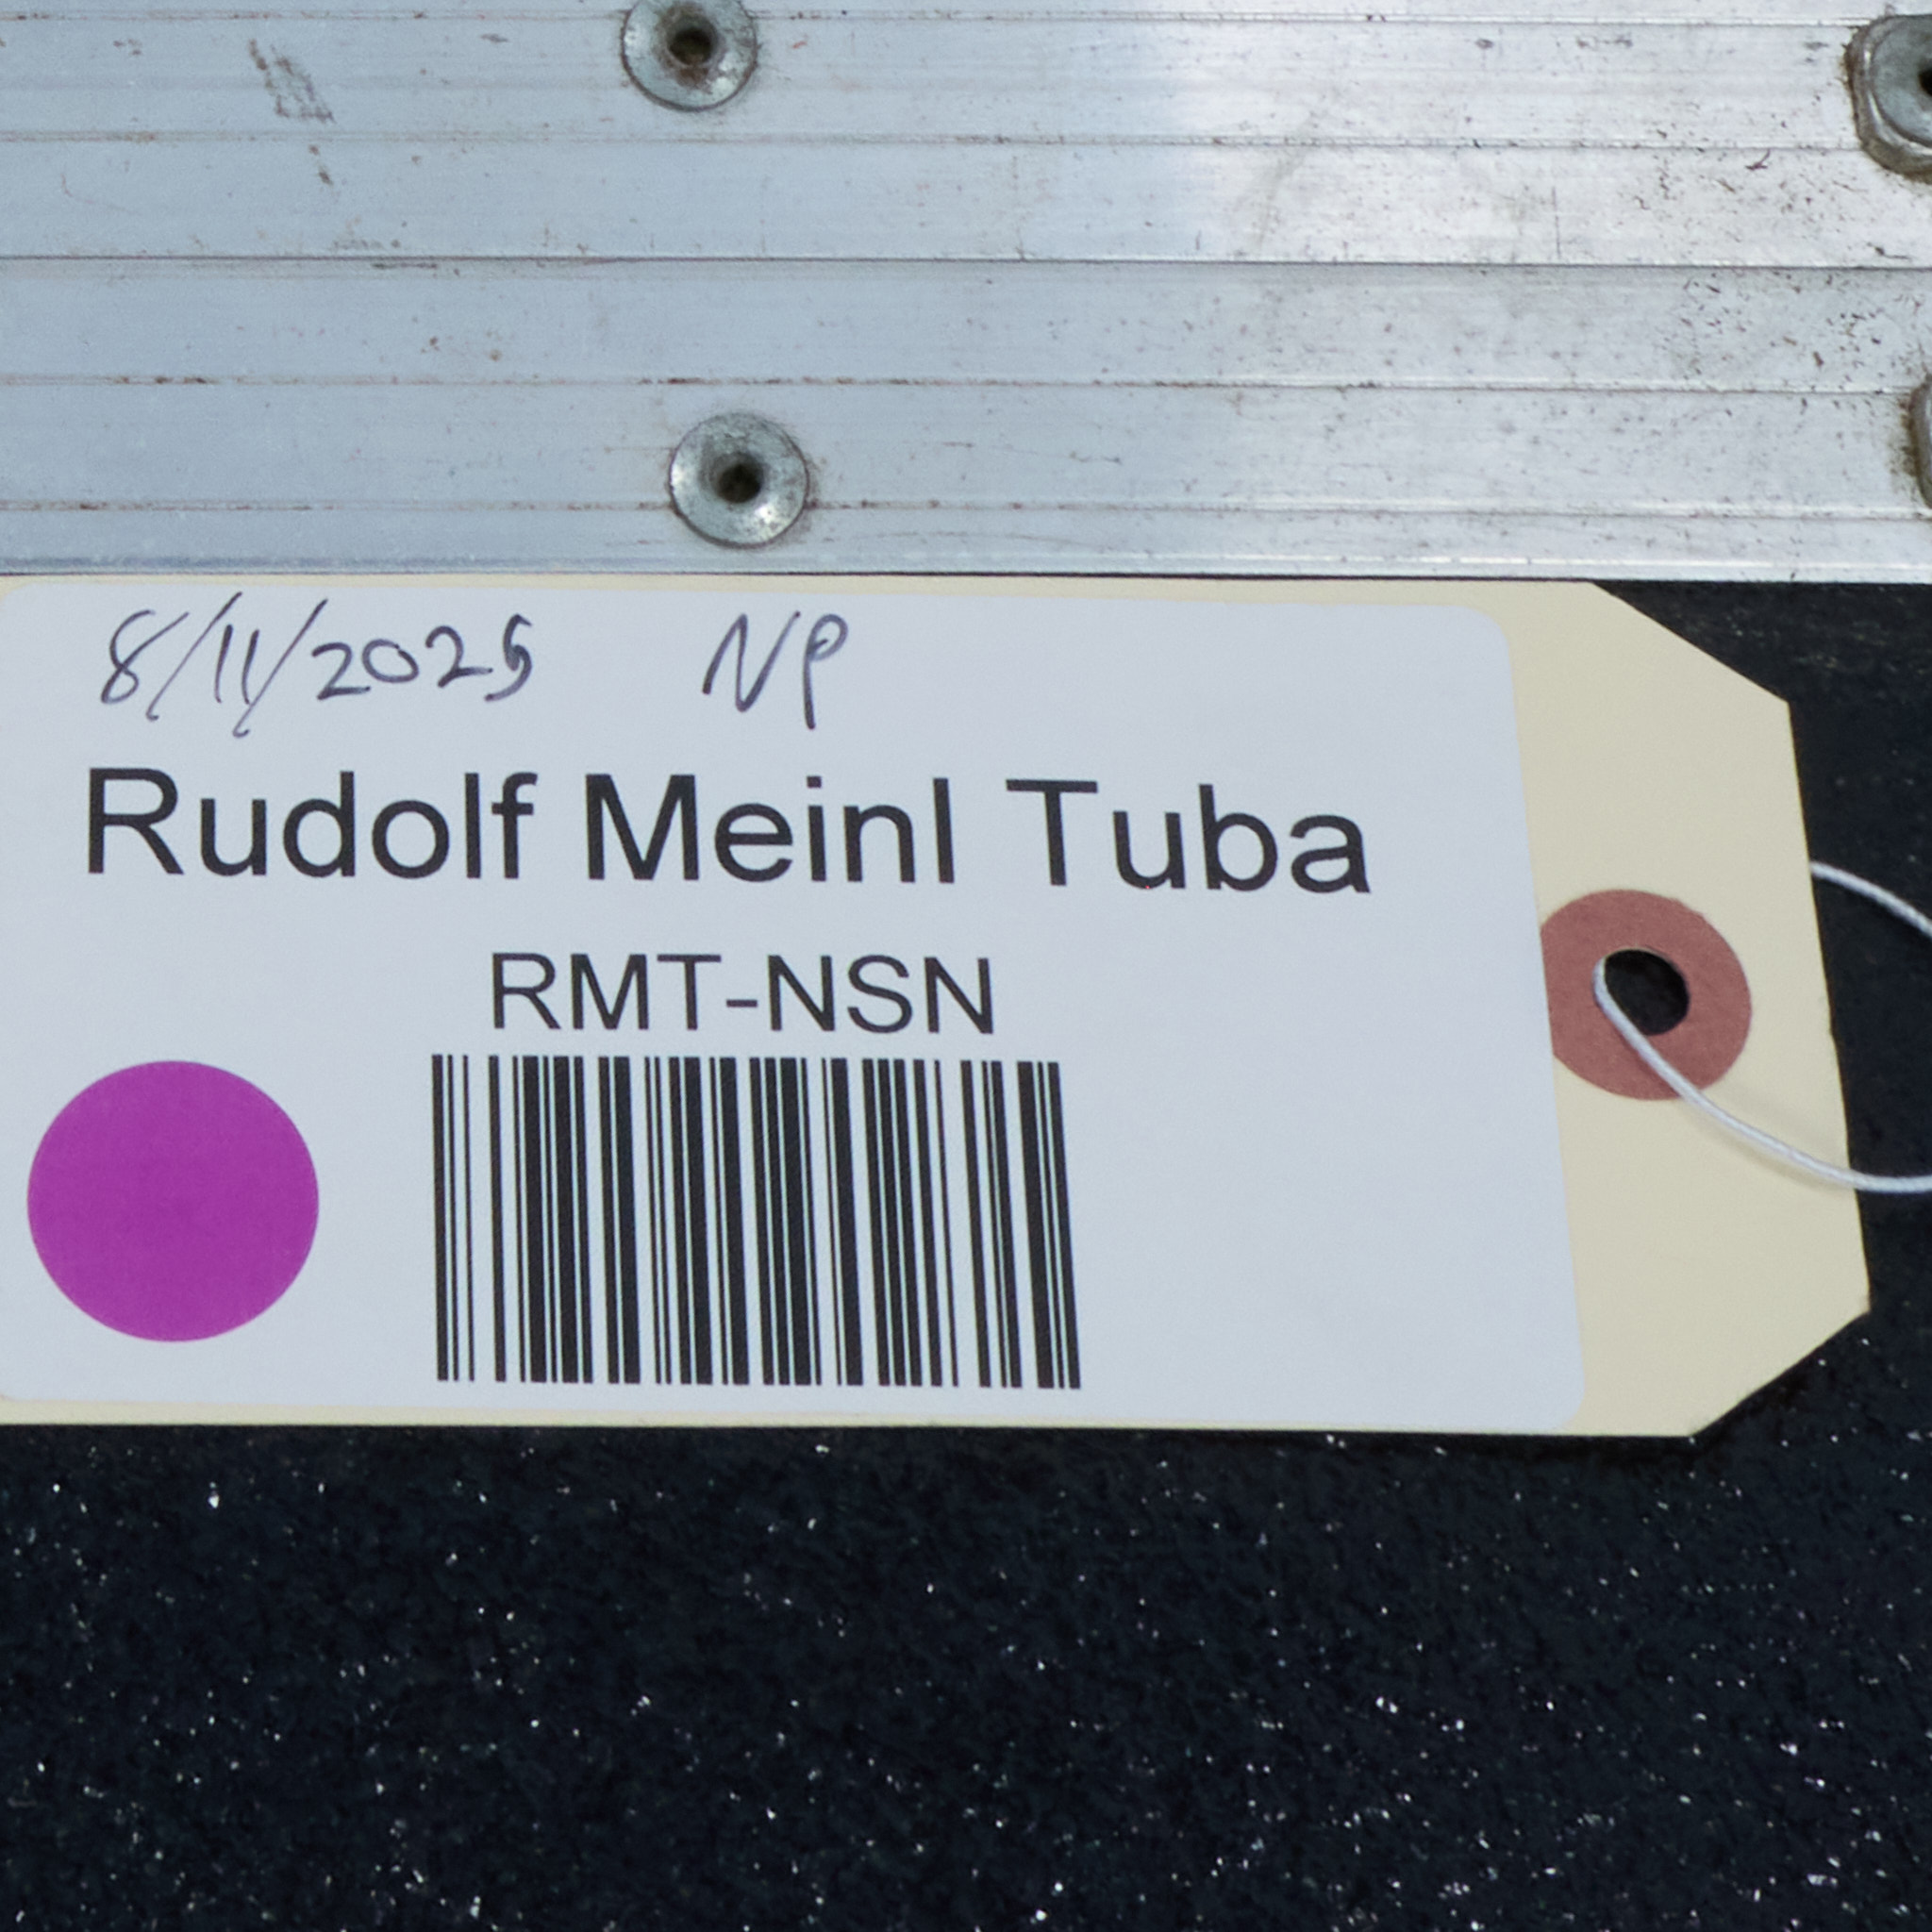 8/11/2025 NP
Rudolf Meinl Tuba
RMT-NSN